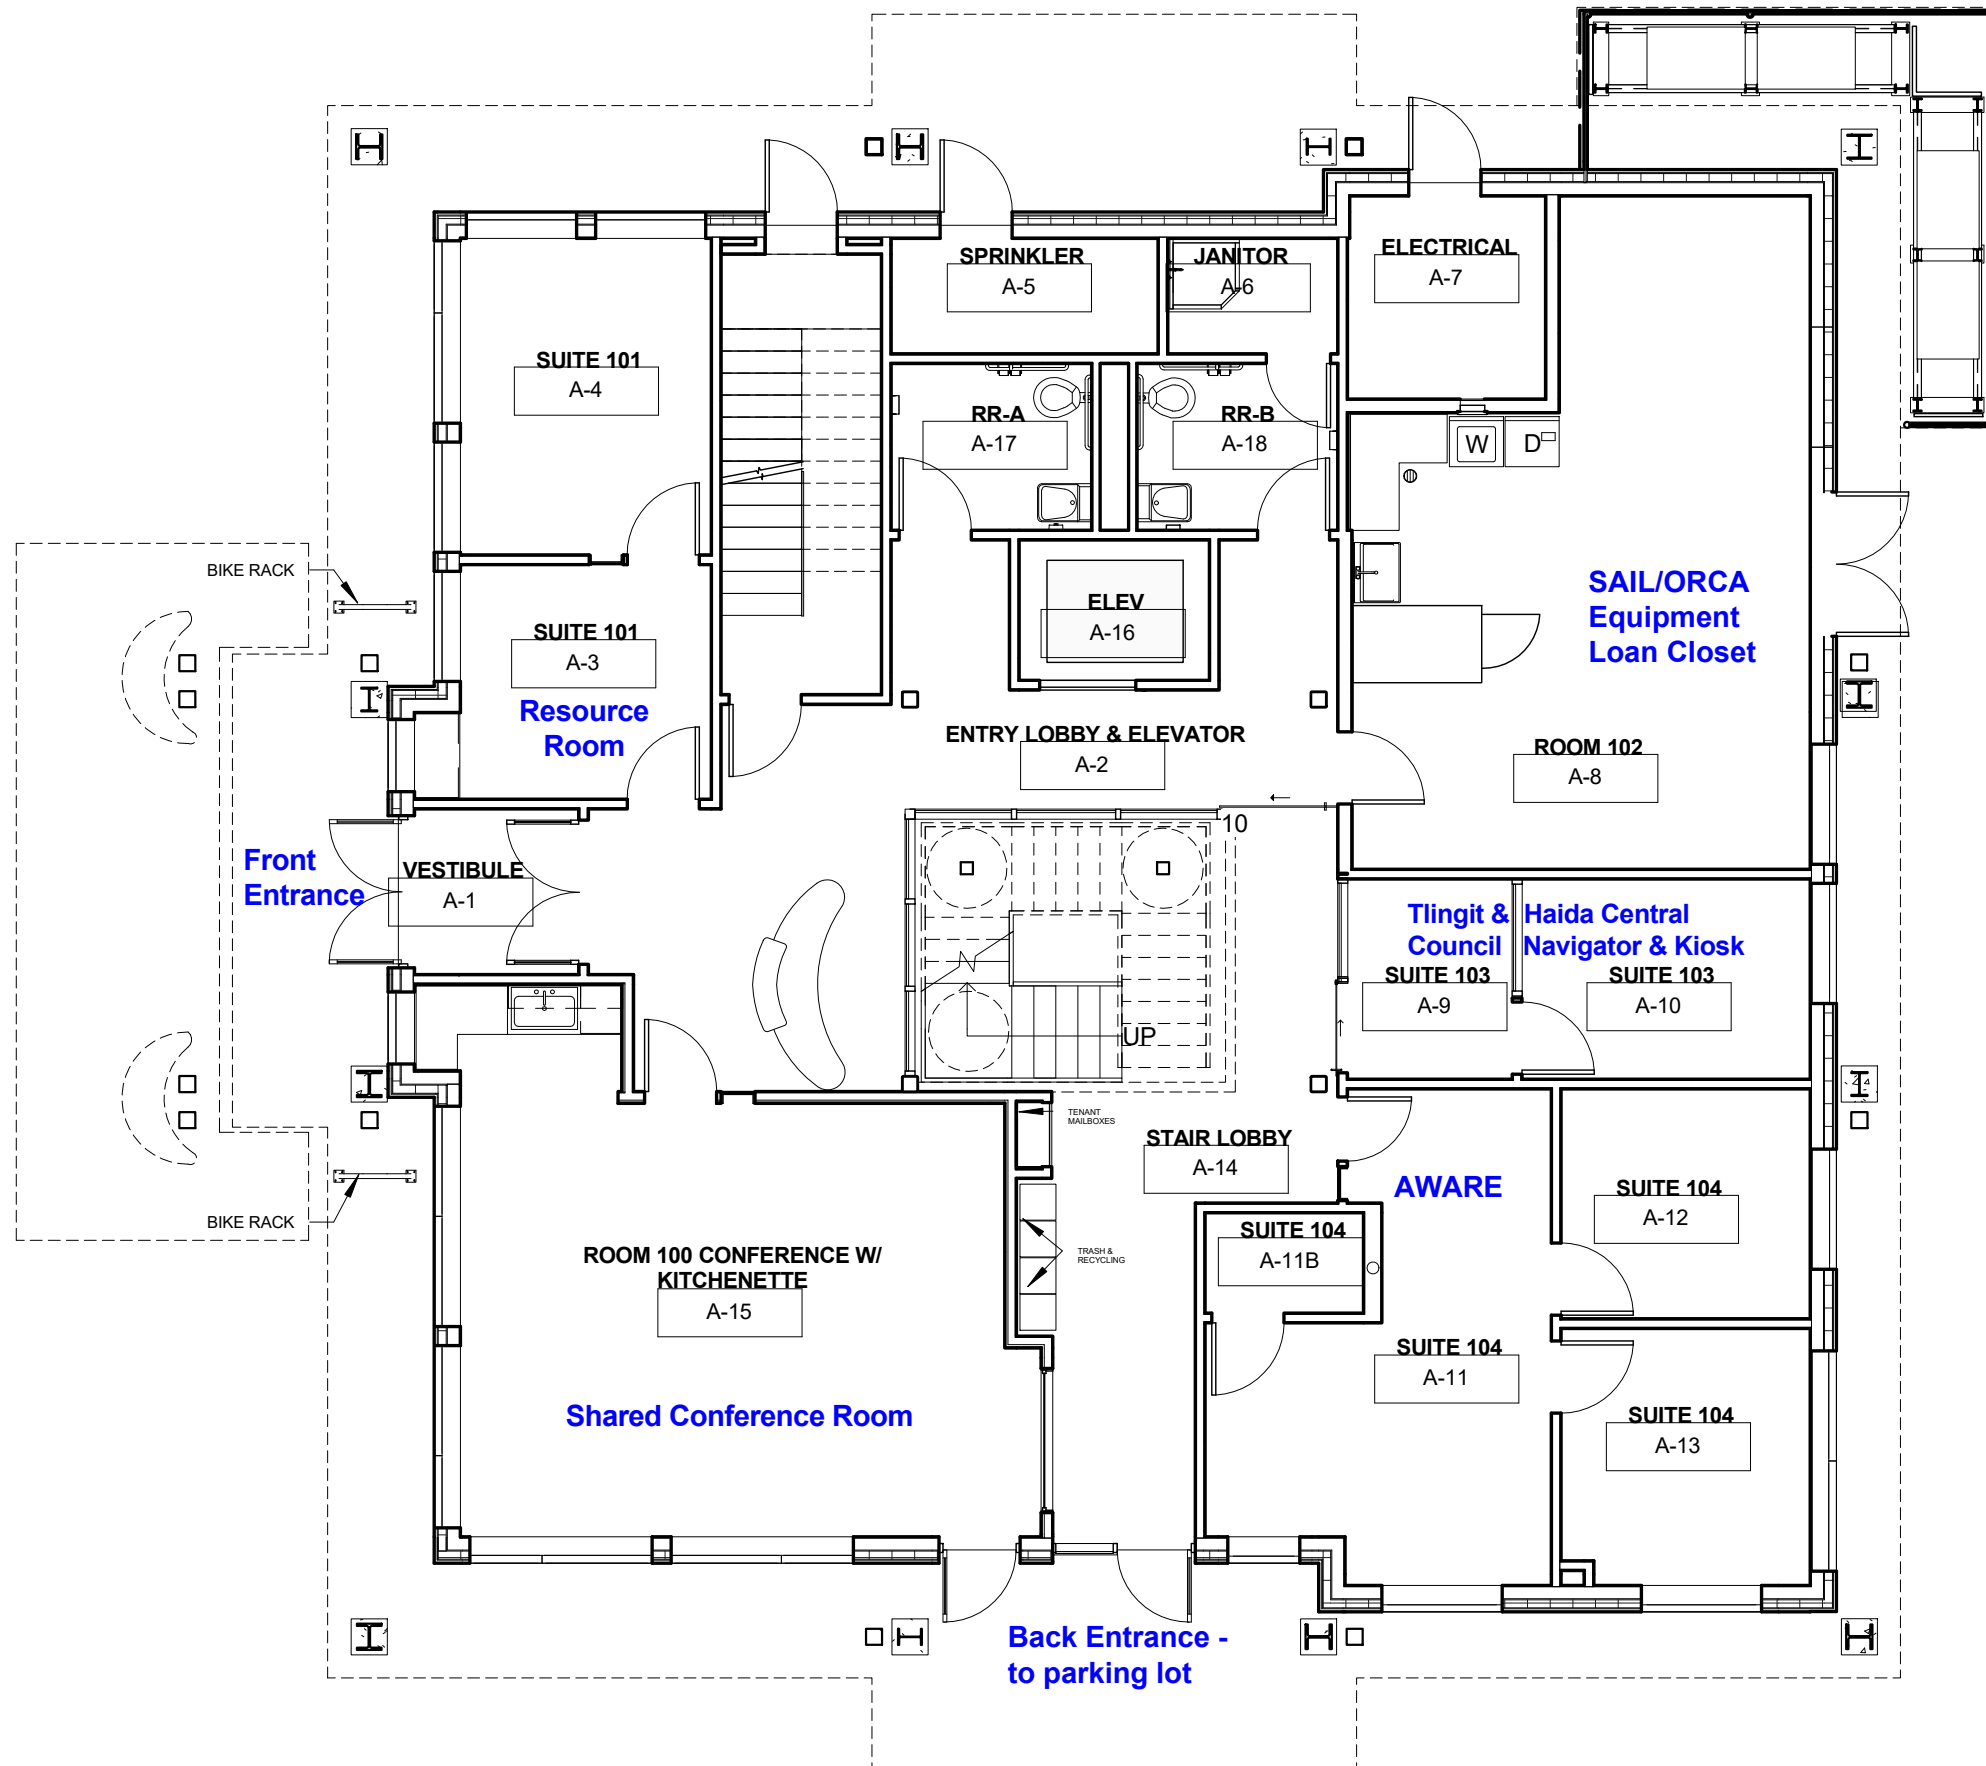 SPRINKLER
A-5
JANITOR
A-6
ELECTRICAL
A-7
SUITE 101
A-4
RR-A
A-17
RR-B
A-18
W
D
BIKE RACK
SUITE 101
A-3
Resource
Room
ELEV
A-16
SAIL/ORCA
Equipment
Loan Closet
ENTRY LOBBY & ELEVATOR
A-2
ROOM 102
A-8
10
Front
Entrance
VESTIBULE
A-1
Tlingit & Haida Central
Council Navigator & Kiosk
SUITE 103
A-9
SUITE 103
A-10
UP
TENANT
MAILBOXES
STAIR LOBBY
A-14
AWARE
SUITE 104
A-12
BIKE RACK
SUITE 104
A-11B
TRASH &
RECYCLING
ROOM 100 CONFERENCE W/
KITCHENETTE
A-15
SUITE 104
A-11
Shared Conference Room
SUITE 104
A-13
Back Entrance -
to parking lot